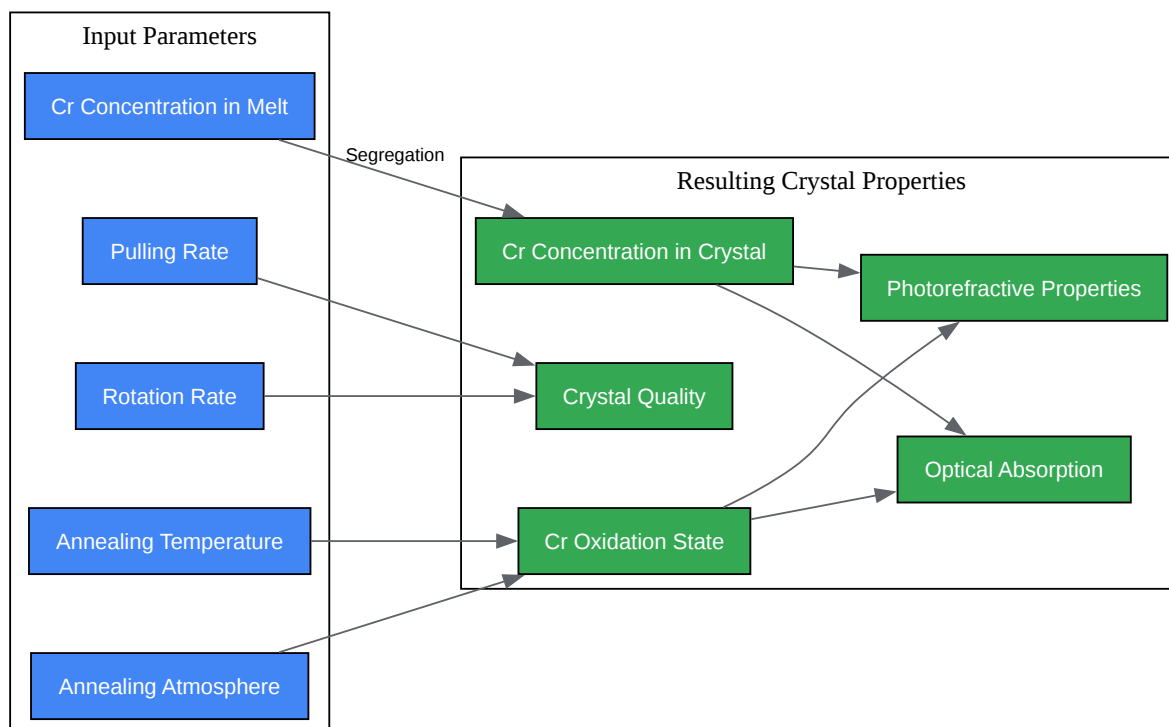 Input Parameters
Cr Concentration in Melt
Segregation
Pulling Rate
Rotation Rate
Annealing Temperature
Annealing Atmosphere
Resulting Crystal Properties
Cr Concentration in Crystal
Photorefractive Properties
Crystal Quality
Optical Absorption
Cr Oxidation State